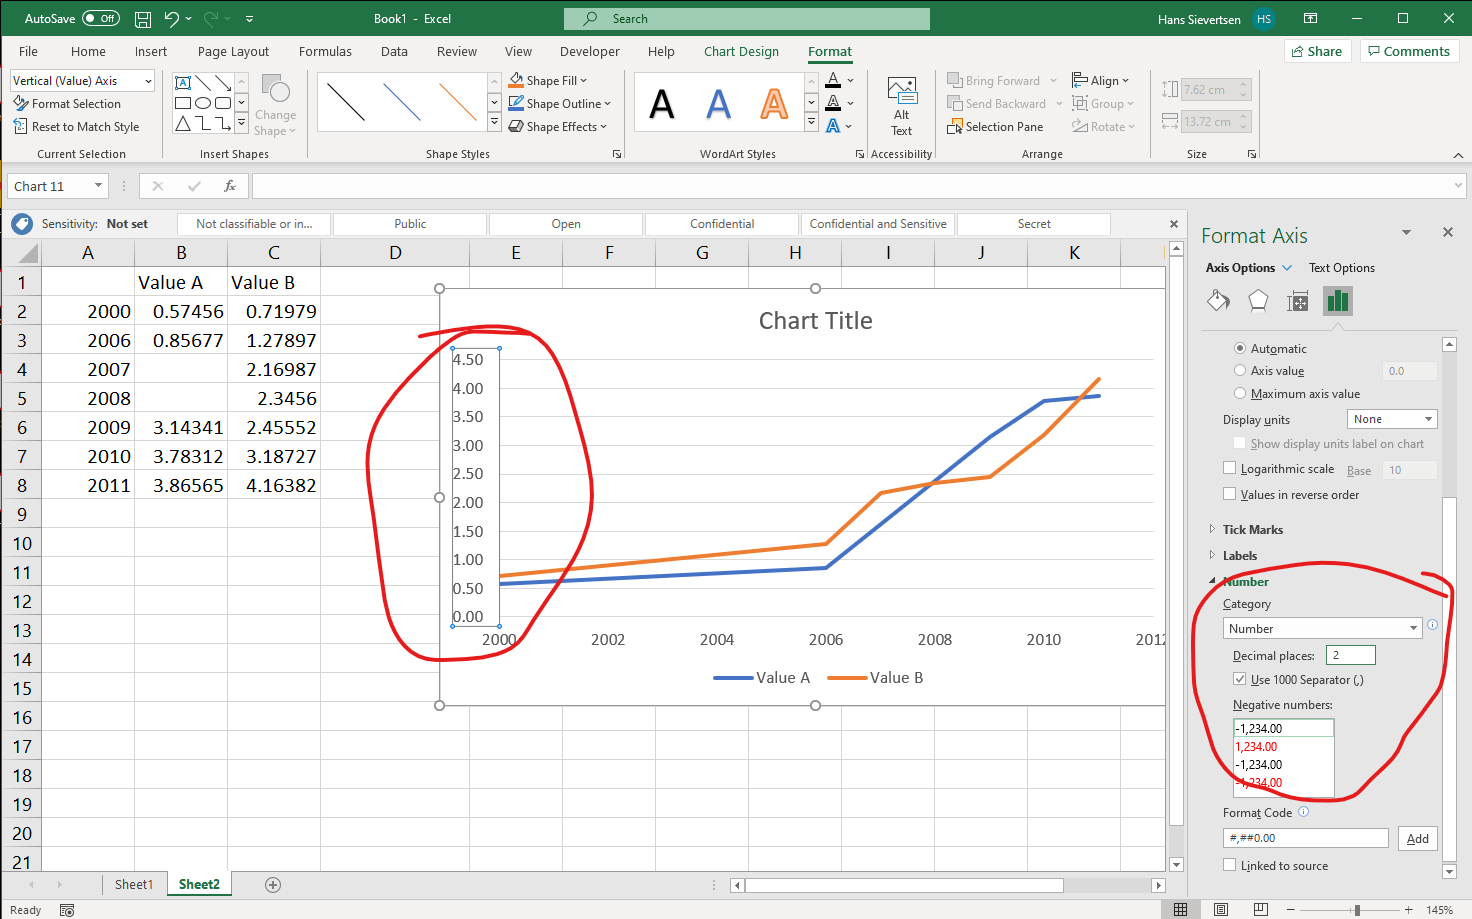 AutoSave Off Book1 - Excel Search Hans Sievertsen HS
File Home Insert Page Layout Formulas Data Review View Developer Help Chart Design Format Share Comments
Vertical (Value) Axis
Format Selection
Reset to Match Style
Current Selection
Change
Shape
Insert Shapes
Shape Fill
Shape Outline
Shape Effects
Shape Styles
A A A
A
A
A
WordArt Styles
Alt
Text
Accessibility
Bring Forward
Send Backward
Selection Pane
Align
Group
Rotate
Arrange
7.62 cm
13.72 cm
Size
Chart 11 fx
Sensitivity: Not set Not classifiable or in... Public Open Confidential Confidential and Sensitive Secret
A B C D E F G H I J K
1 Value A Value B
2 2000 0.57456 0.71979
3 2006 0.85677 1.27897
4 2007 2.16987
5 2008 2.3456
6 2009 3.14341 2.45552
7 2010 3.78312 3.18727
8 2011 3.86565 4.16382
9
10
11
12
13
14
15
16
17
18
19
20
21
Chart Title
4.50
4.00
3.50
3.00
2.50
2.00
1.50
1.00
0.50
0.00
2000 2002 2004 2006 2008 2010 2012
Value A Value B
Format Axis
Axis Options Text Options
Automatic
Axis value 0.0
Maximum axis value
Display units None
Show display units label on chart
Logarithmic scale Base 10
Values in reverse order
Tick Marks
Labels
Number
Category
Number
Decimal places: 2
Use 1000 Separator (,)
Negative numbers:
-1,234.00
1,234.00
-1,234.00
-1,234.00
Format Code
#,##0.00 Add
Linked to source
Sheet1 Sheet2
Ready 145%